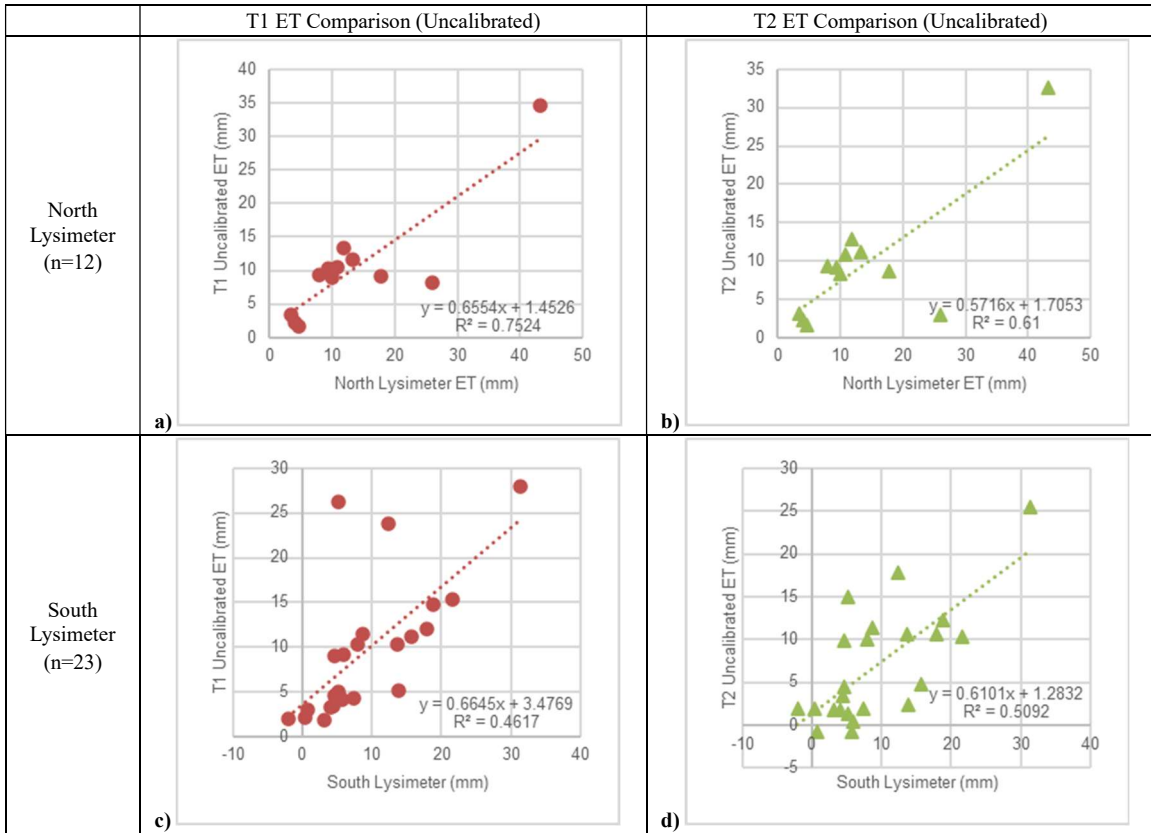 T1 ET Comparison (Uncalibrated)
T2 ET Comparison (Uncalibrated)
North
Lysimeter
(n=12)
T1 Uncalibrated ET (mm)
40
35
30
25
20
15
10
5
0
0 10 20 30 40 50
y = 0.6554x + 1.4526
R² = 0.7524
North Lysimeter ET (mm)
a)
T2 Uncalibrated ET (mm)
35
30
25
20
15
10
5
0
0 10 20 30 40 50
y = 0.5716x + 1.7053
R² = 0.61
North Lysimeter ET (mm)
b)
South
Lysimeter
(n=23)
T1 Uncalibrated ET (mm)
30
25
20
15
10
5
0
-10 0 10 20 30 40
y = 0.6645x + 3.4769
R² = 0.4617
South Lysimeter (mm)
c)
T2 Uncalibrated ET (mm)
30
25
20
15
10
5
0
-5
-10 0 10 20 30 40
y = 0.6101x + 1.2832
R² = 0.5092
South Lysimeter (mm)
d)